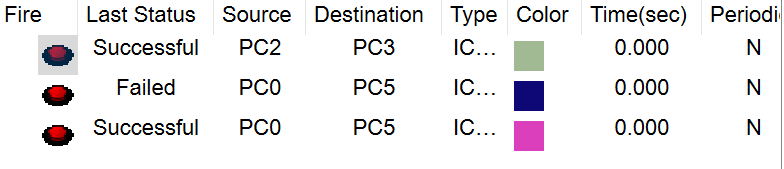 Fire Last Status Source Destination Type Color Time(sec) Periodi
Successful PC2 PC3 IC... 0.000 N
Failed PC0 PC5 IC... 0.000 N
Successful PC0 PC5 IC... 0.000 N